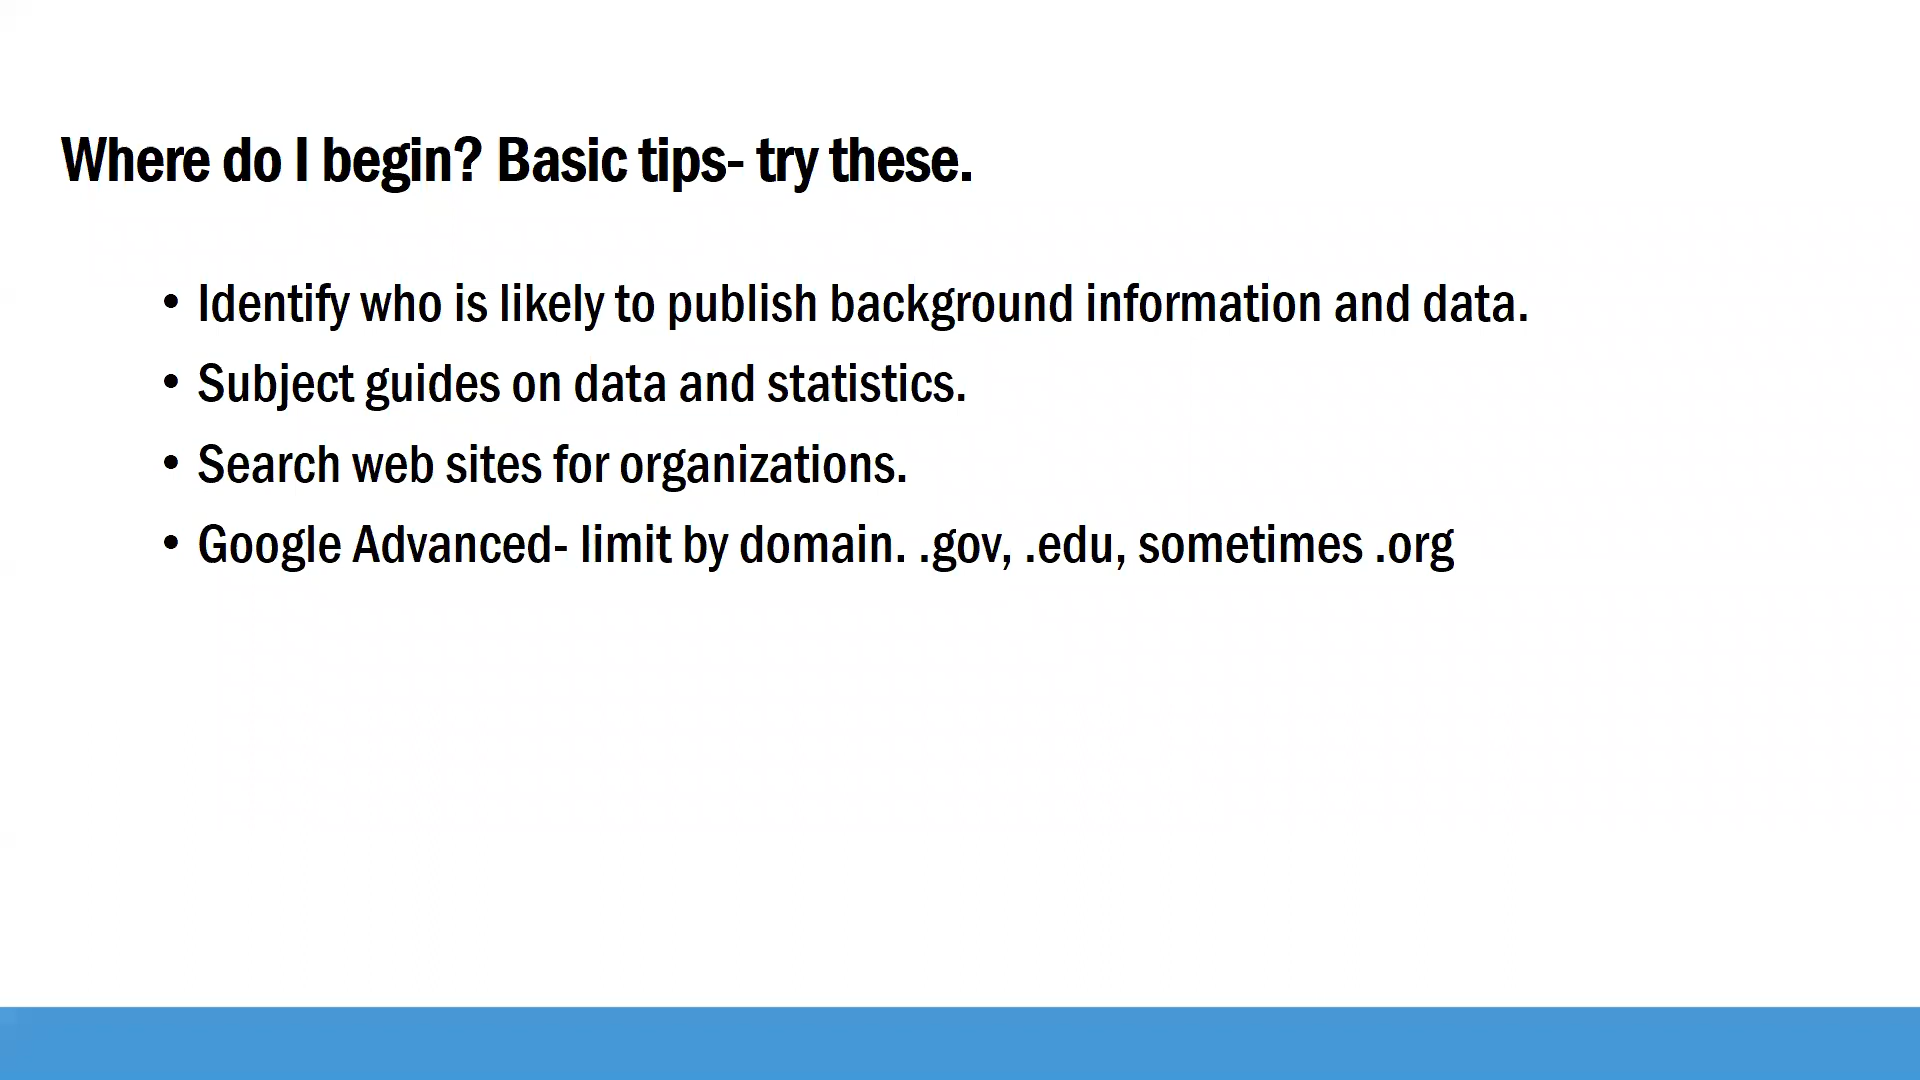 Where do I begin? Basic tips- try these.
• Identify who is likely to publish background information and data.
• Subject guides on data and statistics.
• Search web sites for organizations.
• Google Advanced- limit by domain. .gov, .edu, sometimes .org